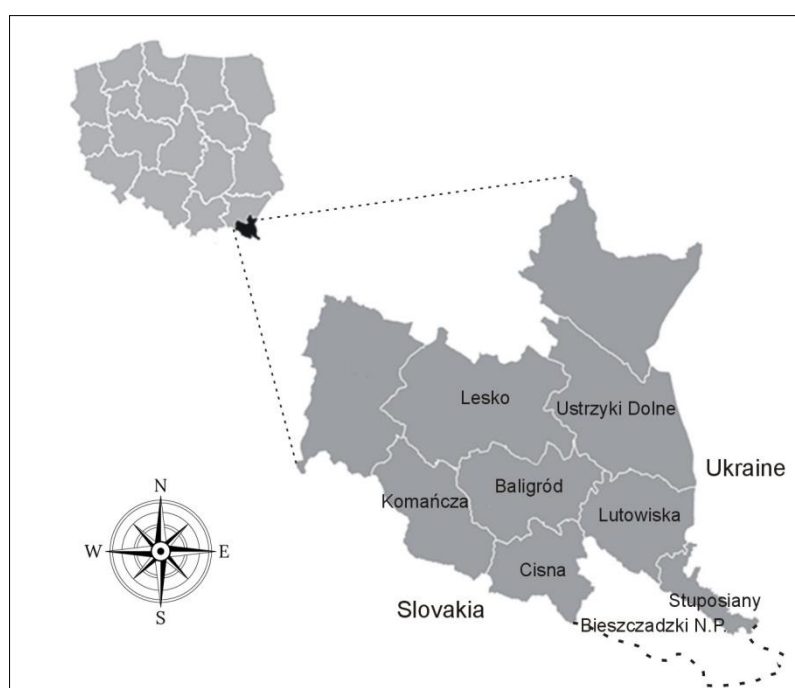 Lesko
Ustrzyki Dolne
Ukraine
Baligród
Komańcza
Lutowiska
Cisna
Stuposiany
Slovakia
Bieszczadzki N.P.
N
W
E
S